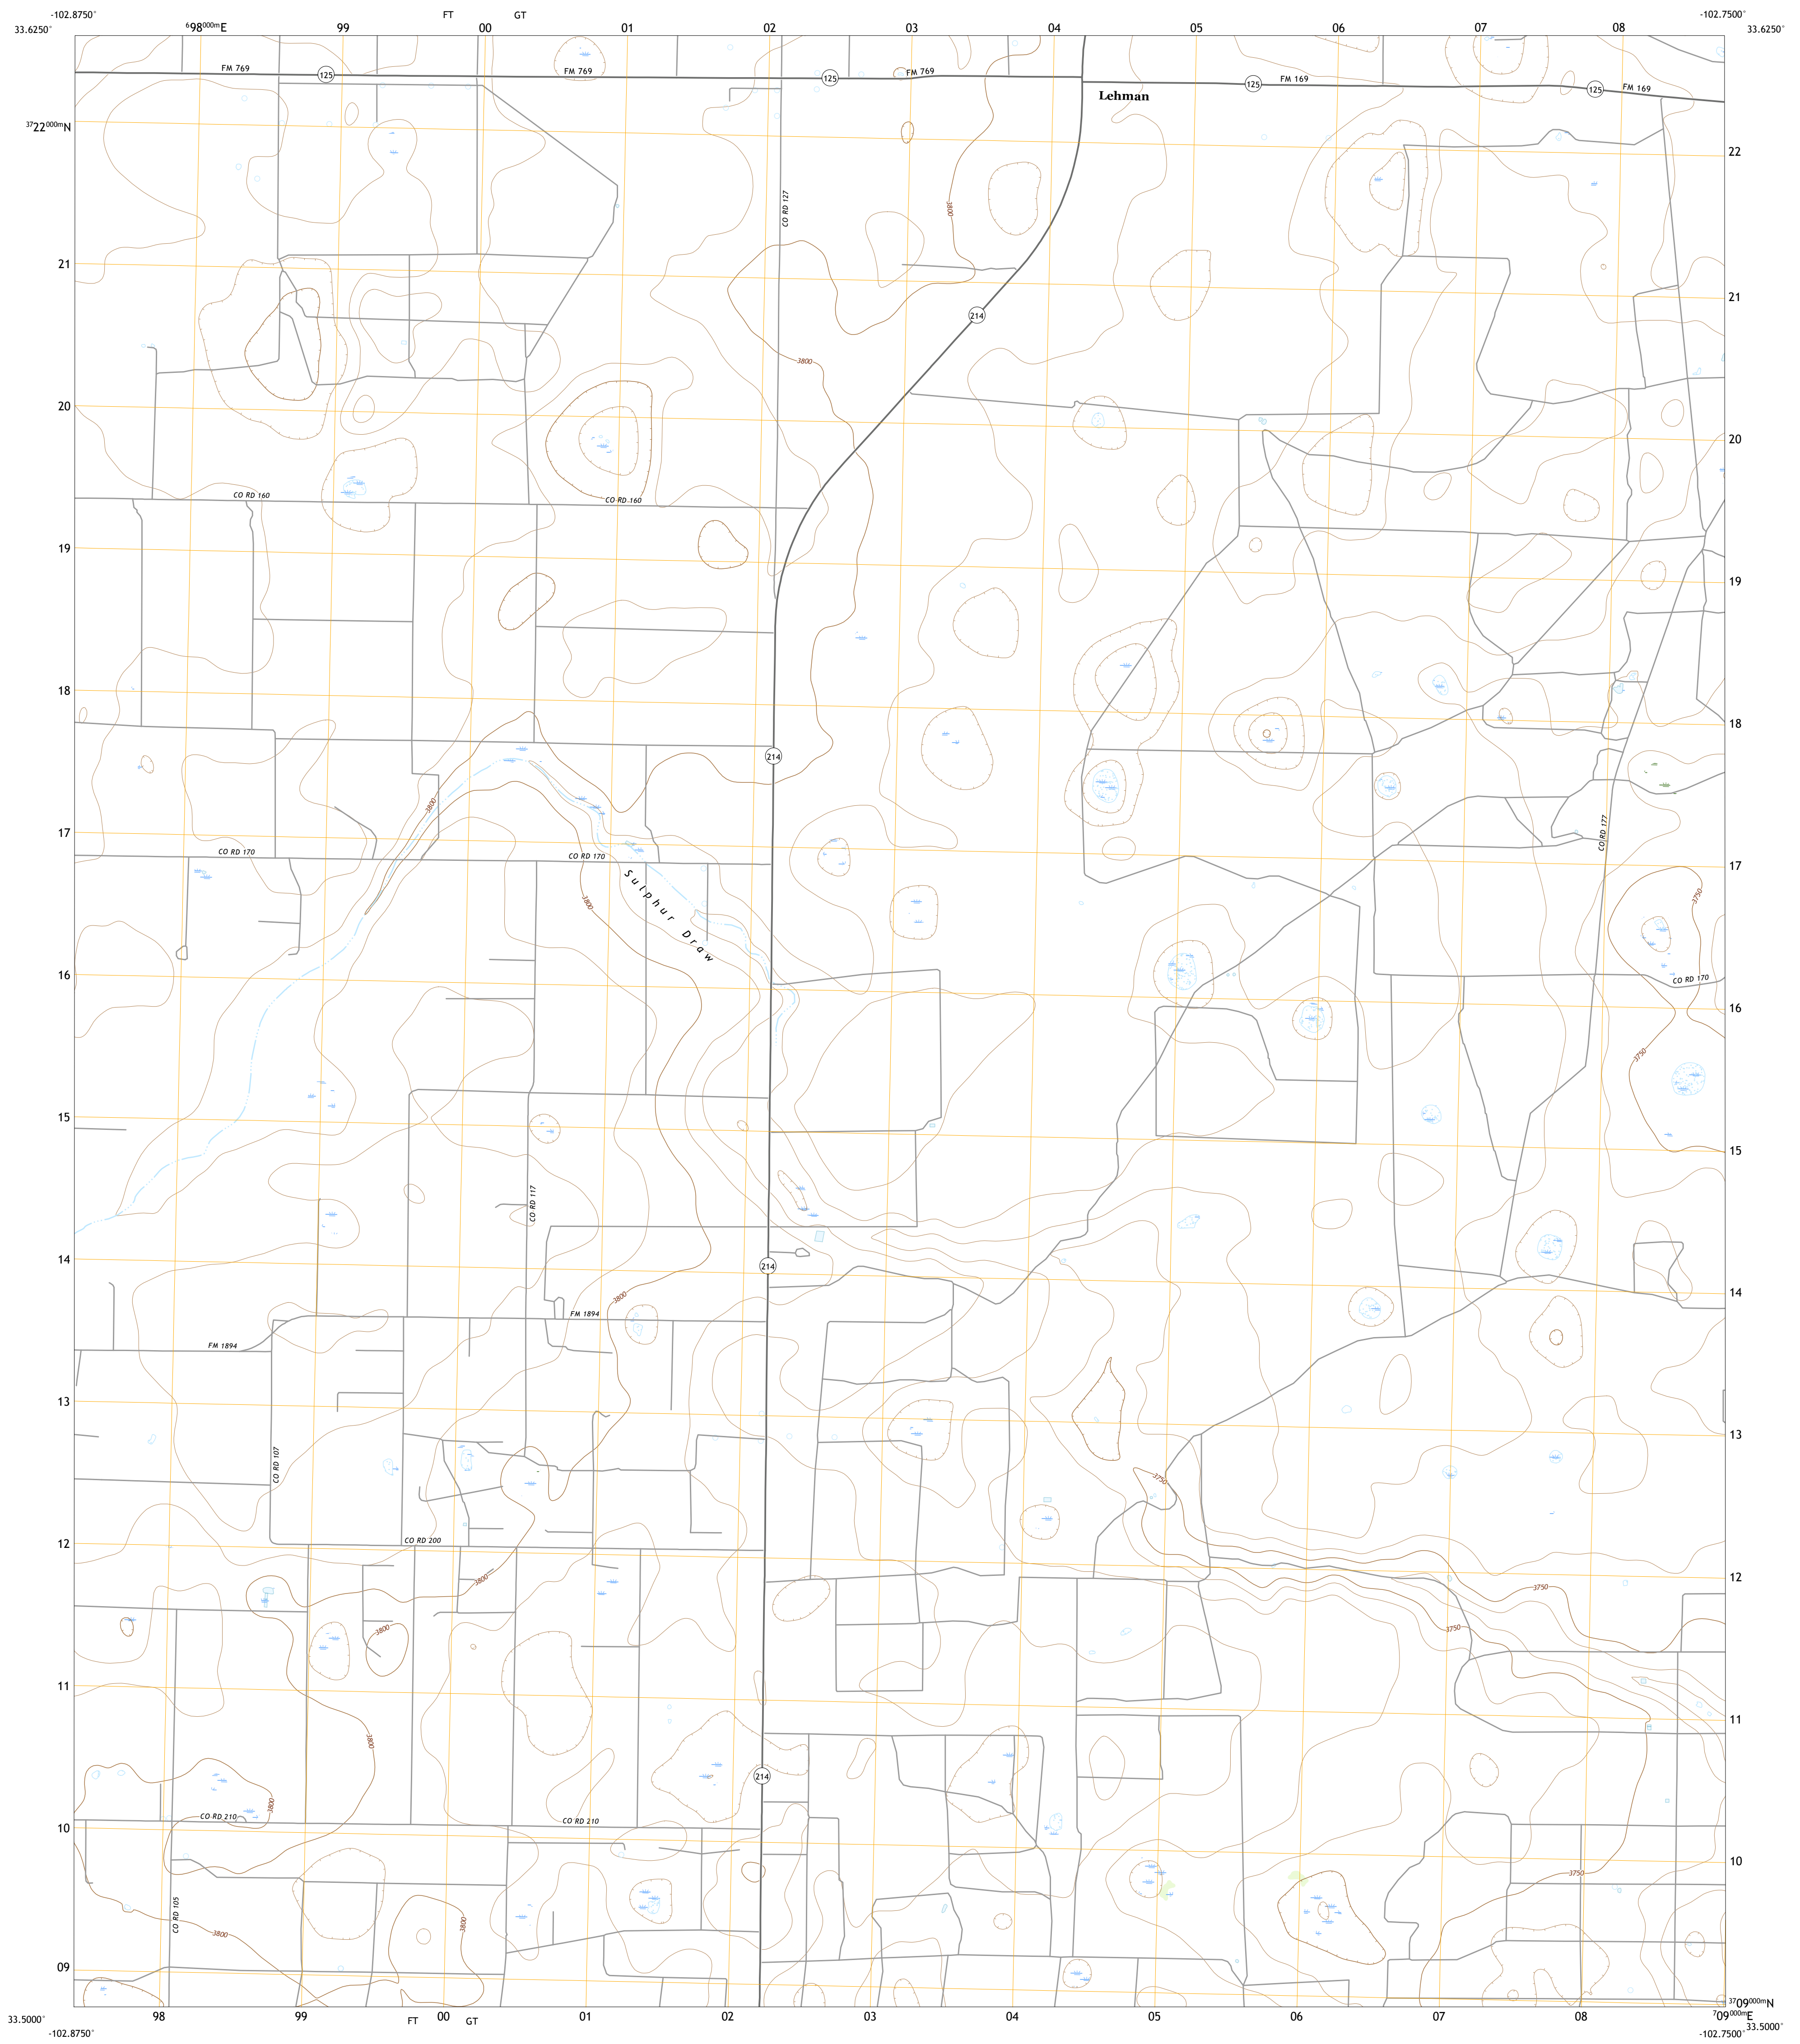 -102.8750°
FT
GT
-102.7500°
33.6250°
⁶98⁰⁰⁰ᵐE
99
00
01
02
03
04
05
06
07
08
33.6250°
FM 769
125
FM 769
125
FM 769
125
FM 169
125
FM 169
Lehman
³⁷22⁰⁰⁰ᵐN
22
CO RD 127
3800
21
21
214
3800
20
20
CO RD 160
CO RD 160
19
19
18
18
214
3800
17
CO RD 177
CO RD 170
CO RD 170
17
Sulphur Draw
3800
3750
16
CO RD 170
16
3750
15
15
CO RD 117
14
214
14
3800
FM 1894
FM 1894
13
13
CO RD 107
3750
12
CO RD 200
12
3800
3750
3800
3750
11
11
3800
214
3800
CO RD 210
CO RD 210
10
10
3750
CO RD 105
3800
3800
09
³⁷09⁰⁰⁰ᵐN
33.5000°
98
99
FT
00
GT
01
02
03
04
05
06
07
08
⁷09⁰⁰⁰ᵐE
33.5000°
-102.8750°
-102.7500°